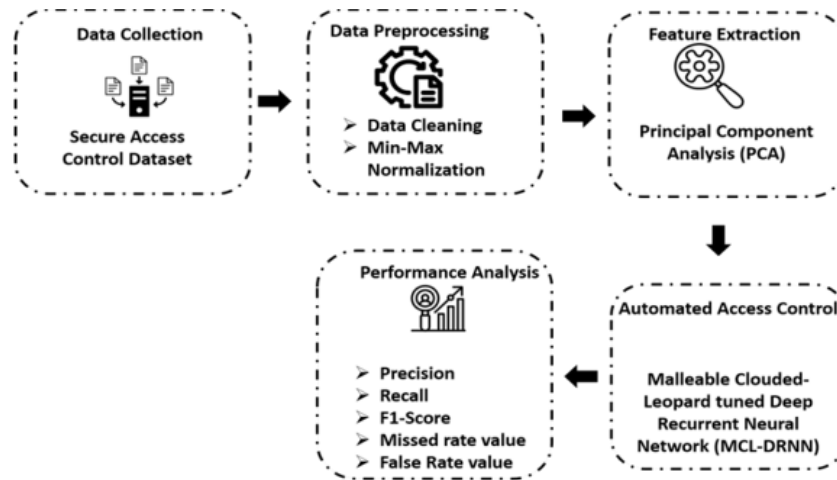 Data Collection
Secure Access
Control Dataset
Data Preprocessing
➢ Data Cleaning
➢ Min-Max
Normalization
Feature Extraction
Principal Component
Analysis (PCA)
Automated Access Control
Malleable Clouded-
Leopard tuned Deep
Recurrent Neural
Network (MCL-DRNN)
Performance Analysis
➢ Precision
➢ Recall
➢ F1-Score
➢ Missed rate value
➢ False Rate value